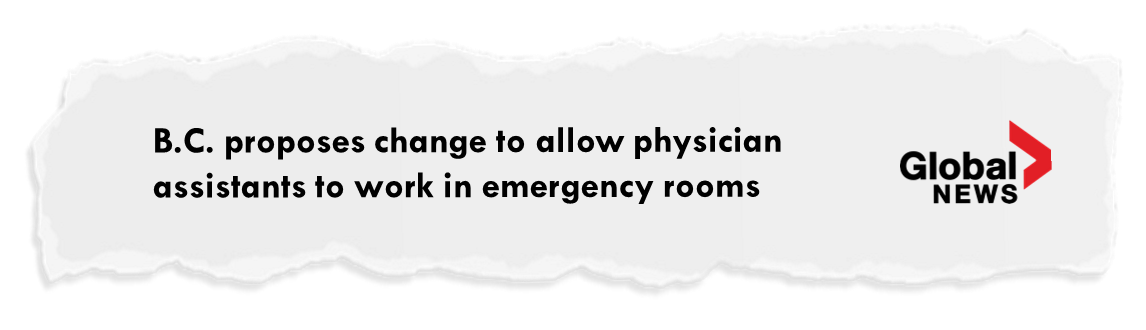 B.C. proposes change to allow physician
assistants to work in emergency rooms
Global
NEWS